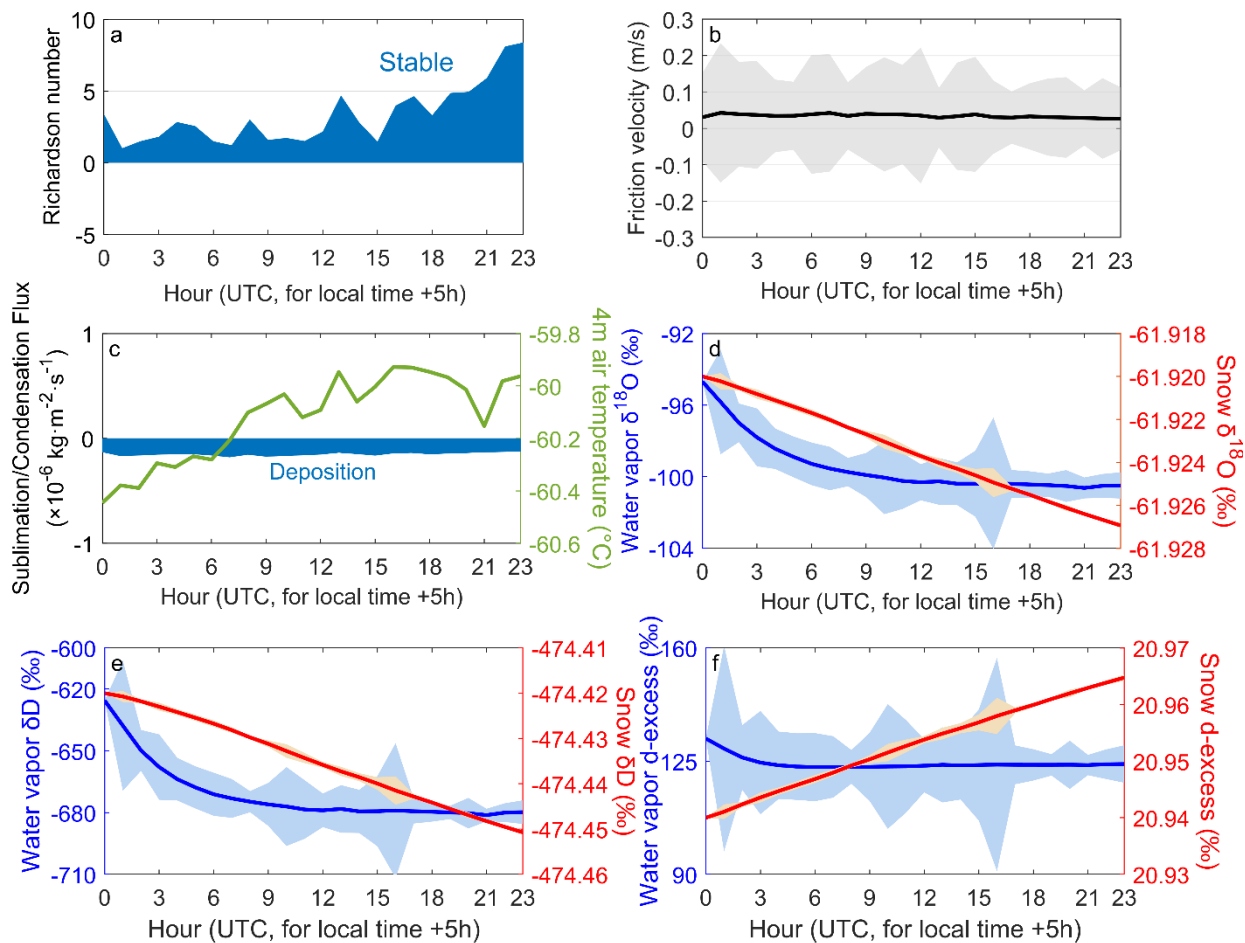 a
Richardson number
10
5
0
-5
Stable
0 3 6 9 12 15 18 21 23
Hour (UTC, for local time +5h)
b
Friction velocity (m/s)
0.3
0.2
0.1
0
-0.1
-0.2
-0.3
0 3 6 9 12 15 18 21 23
Hour (UTC, for local time +5h)
c
Sublimation/Condensation Flux
(×10⁻⁶ kg·m⁻²·s⁻¹)
1
0
-1
Deposition
-59.8
-60
-60.2
-60.4
-60.6
4m air temperature (°C)
0 3 6 9 12 15 18 21 23
Hour (UTC, for local time +5h)
d
Water vapor δ¹⁸O (‰)
-92
-96
-100
-104
-61.918
-61.920
-61.922
-61.924
-61.926
-61.928
Snow δ¹⁸O (‰)
0 3 6 9 12 15 18 21 23
Hour (UTC, for local time +5h)
e
Water vapor δD (‰)
-600
-620
-650
-680
-710
-474.41
-474.42
-474.43
-474.44
-474.45
-474.46
Snow δD (‰)
0 3 6 9 12 15 18 21 23
Hour (UTC, for local time +5h)
f
Water vapor d-excess (‰)
160
125
90
20.97
20.96
20.95
20.94
20.93
Snow d-excess (‰)
0 3 6 9 12 15 18 21 23
Hour (UTC, for local time +5h)